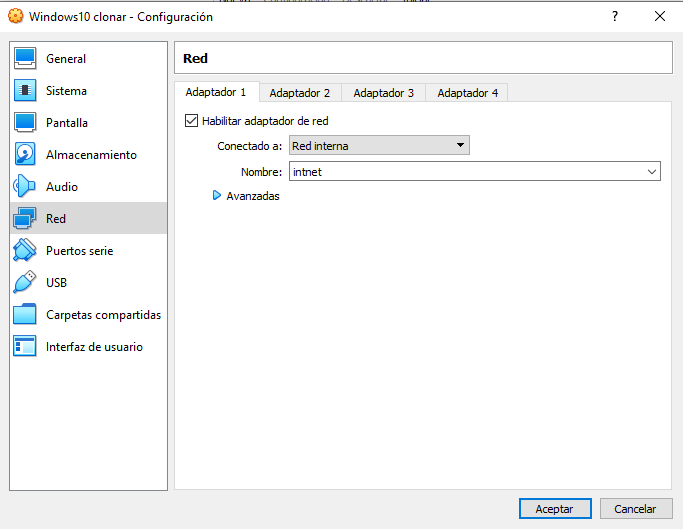 Windows10 clonar - Configuración
?
General
Sistema
Pantalla
Almacenamiento
Audio
Red
Puertos serie
USB
Carpetas compartidas
Interfaz de usuario
Red
Adaptador 1 Adaptador 2 Adaptador 3 Adaptador 4
Habilitar adaptador de red
Conectado a: Red interna
Nombre: intnet
Avanzadas
Aceptar Cancelar